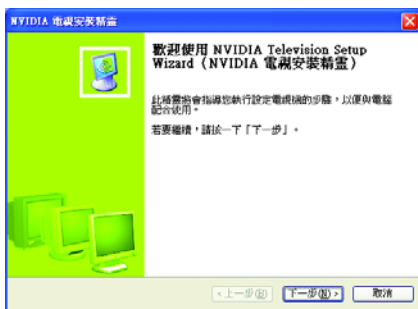 NVIDIA 電視安裝精靈
歡迎使用 NVIDIA Television Setup
Wizard（NVIDIA 電視安裝精靈）
此精靈將會指導您執行設定電視機的步驟，以便與電腦
配合使用。
若要繼續，請按一下「下一步」。
<上一步(B)
下一步(N)>
取消